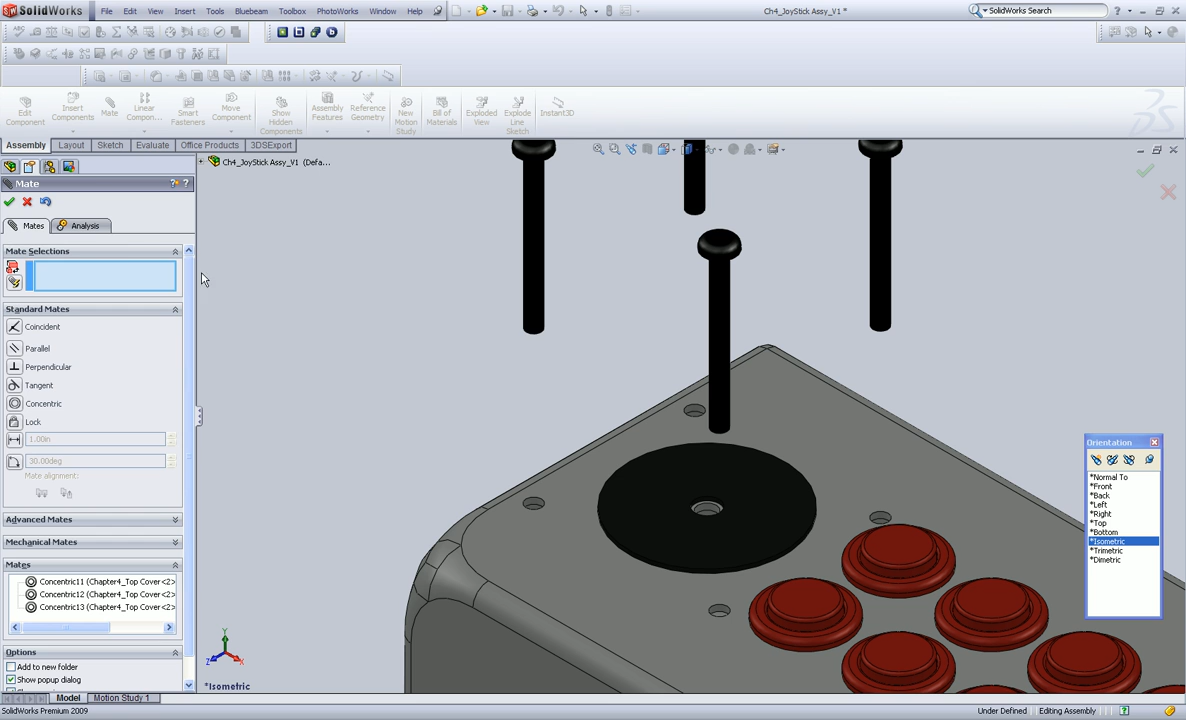 SolidWorks File Edit View Insert Tools Bluebeam Toolbox PhotoWorks Window Help Ch4_JoyStick Assy_V1 * SolidWorks Search
Edit Component
Insert Components
Mate
Linear Compon...
Smart Fasteners
Move Component
Show Hidden Components
Assembly Features
Reference Geometry
New Motion Study
Bill of Materials
Exploded View
Explode Line Sketch
Instant3D
Assembly Layout Sketch Evaluate Office Products 3DSExport
Ch4_JoyStick Assy_V1 (Defa...
Mate
Mates Analysis
Mate Selections
Standard Mates
Coincident
Parallel
Perpendicular
Tangent
Concentric
Lock
1.00in
30.00deg
Mate alignment:
Advanced Mates
Mechanical Mates
Mates
Concentric11 (Chapter4_Top Cover<2>
Concentric12 (Chapter4_Top Cover<2>
Concentric13 (Chapter4_Top Cover<2>
Options
Add to new folder
Show popup dialog
Orientation
*Normal To
*Front
*Back
*Left
*Right
*Top
*Bottom
*Isometric
*Trimetric
*Dimetric
Y
Z
X
*Isometric
Model Motion Study 1
SolidWorks Premium 2009 Under Defined Editing Assembly